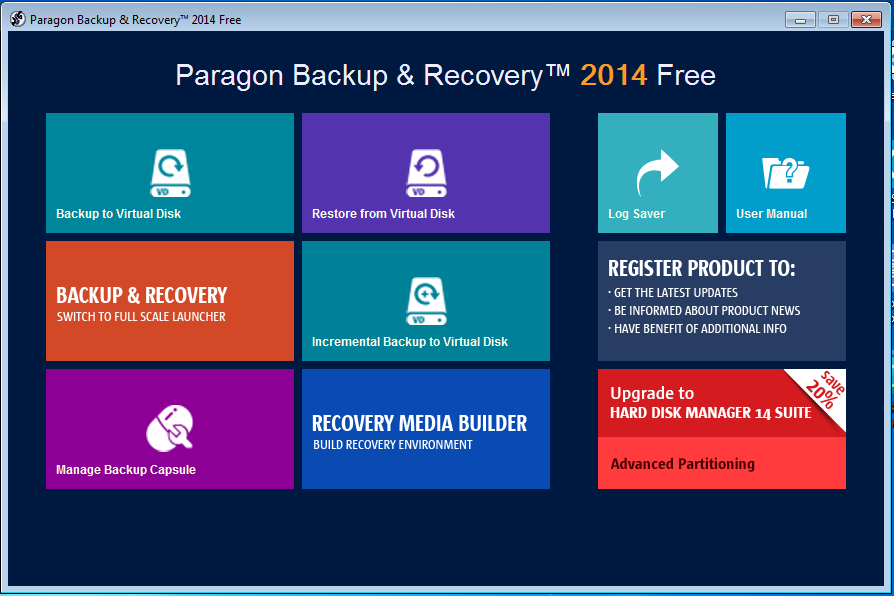 Paragon Backup & Recovery™ 2014 Free
Paragon Backup & Recovery™ 2014 Free
VD
Backup to Virtual Disk
VD
Restore from Virtual Disk
Log Saver
?
User Manual
BACKUP & RECOVERY
SWITCH TO FULL SCALE LAUNCHER
VD
Incremental Backup to Virtual Disk
REGISTER PRODUCT TO:
· GET THE LATEST UPDATES
· BE INFORMED ABOUT PRODUCT NEWS
· HAVE BENEFIT OF ADDITIONAL INFO
Manage Backup Capsule
RECOVERY MEDIA BUILDER
BUILD RECOVERY ENVIRONMENT
Upgrade to
HARD DISK MANAGER 14 SUITE
save
20%
Advanced Partitioning